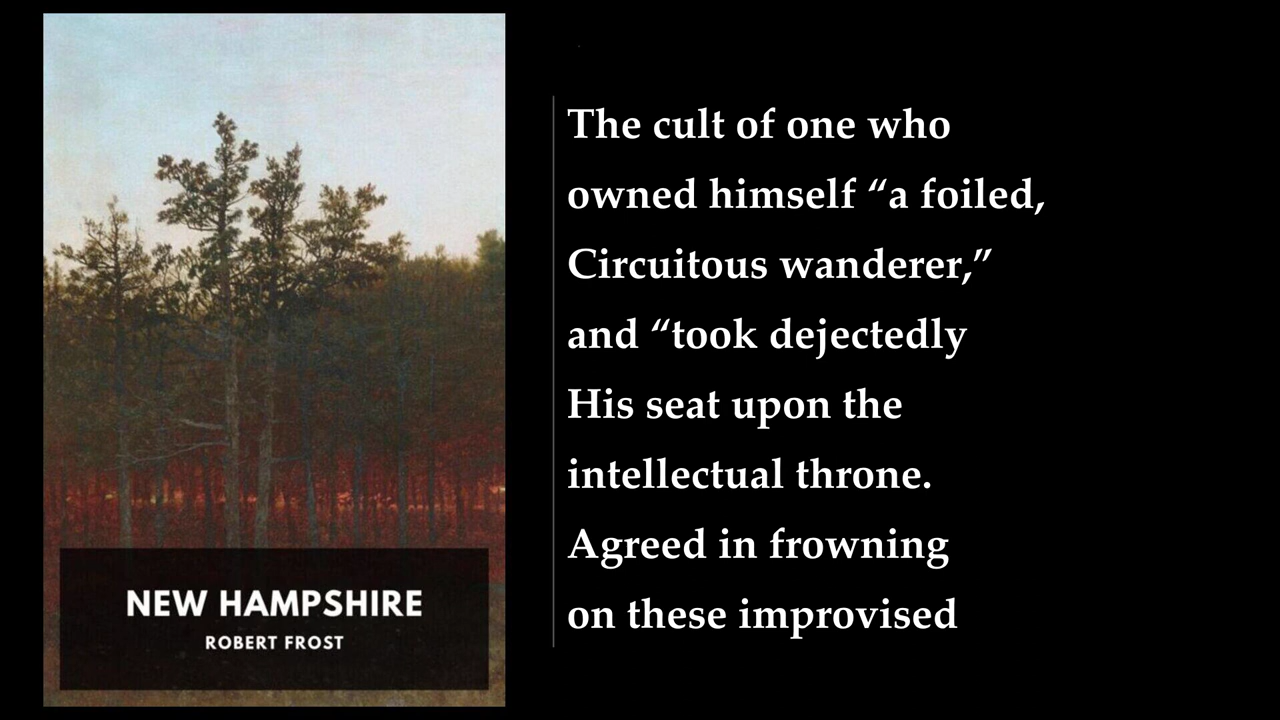 NEW HAMPSHIRE
ROBERT FROST
The cult of one who
owned himself “a foiled,
Circuitous wanderer,”
and “took dejectedly
His seat upon the
intellectual throne.
Agreed in frowning
on these improvised